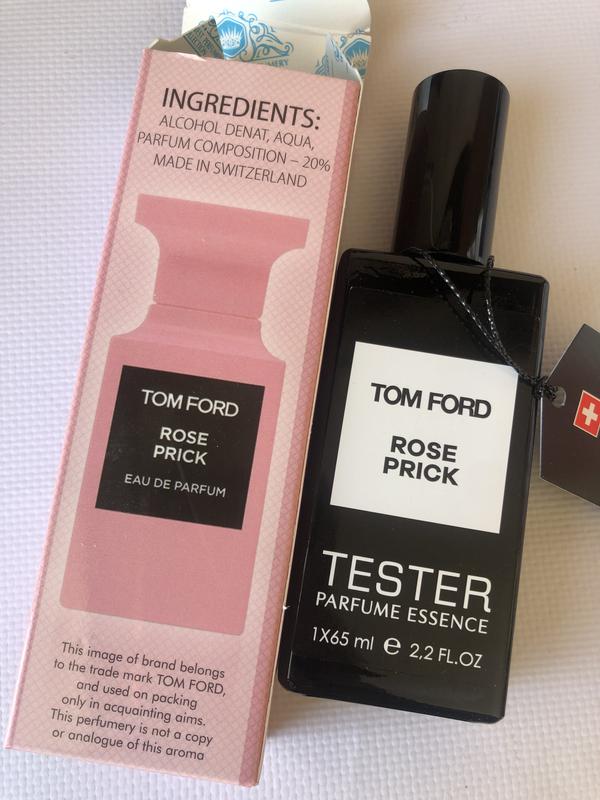 INGREDIENTS:
ALCOHOL DENAT, AQUA,
PARFUM COMPOSITION – 20%
MADE IN SWITZERLAND
TOM FORD
ROSE
PRICK
EAU DE PARFUM
This image of brand belongs
to the trade mark TOM FORD,
and used on packing
only in acquainting aims.
This perfumery is not a copy
or analogue of this aroma
TOM FORD
ROSE
PRICK
TESTER
PARFUME ESSENCE
1X65 ml e 2,2 FL.OZ